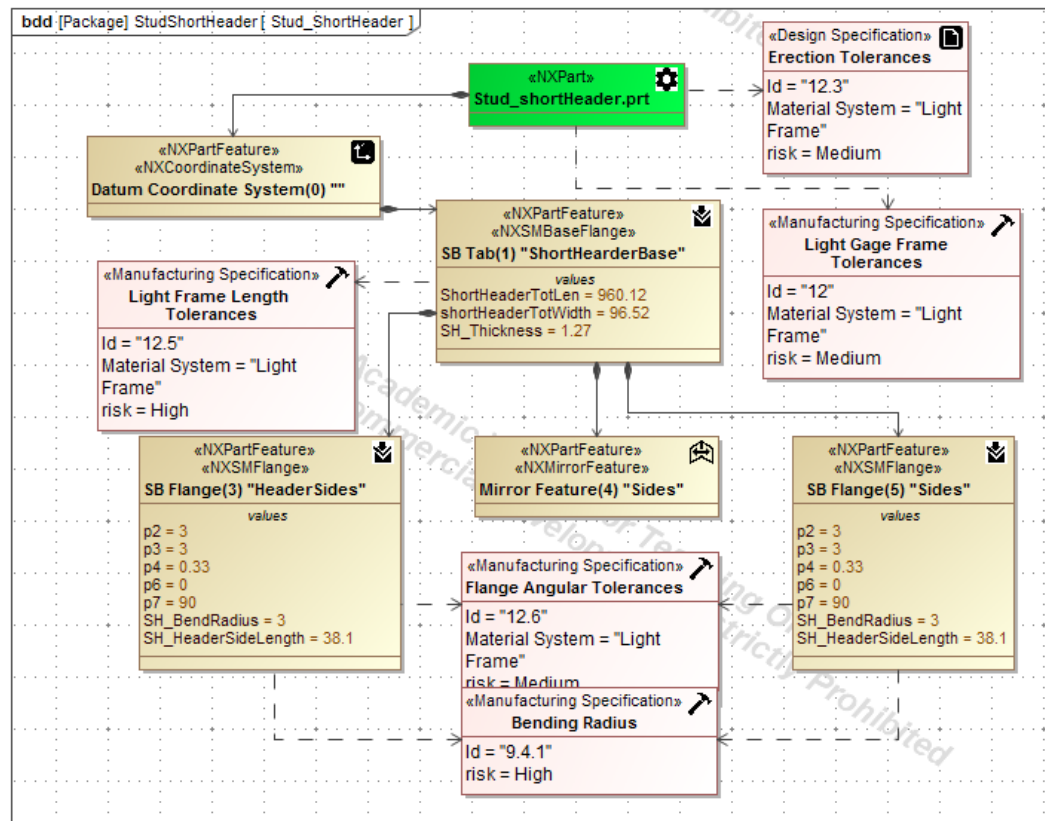 bdd [Package] StudShortHeader [ Stud_ShortHeader ]
«Design Specification»
Erection Tolerances
Id = "12.3"
Material System = "Light
Frame"
risk = Medium
«NXPart»
Stud_shortHeader.prt
«NXPartFeature»
«NXCoordinateSystem»
Datum Coordinate System(0) ""
«NXPartFeature»
«NXSMBaseFlange»
SB Tab(1) "ShortHearderBase"
values
ShortHeaderTotLen = 960.12
shortHeaderTotWidth = 96.52
SH_Thickness = 1.27
«Manufacturing Specification»
Light Gage Frame
Tolerances
Id = "12"
Material System = "Light
Frame"
risk = Medium
«Manufacturing Specification»
Light Frame Length
Tolerances
Id = "12.5"
Material System = "Light
Frame"
risk = High
«NXPartFeature»
«NXSMFlange»
SB Flange(3) "HeaderSides"
values
p2 = 3
p3 = 3
p4 = 0.33
p6 = 0
p7 = 90
SH_BendRadius = 3
SH_HeaderSideLength = 38.1
«NXPartFeature»
«NXMirrorFeature»
Mirror Feature(4) "Sides"
«NXPartFeature»
«NXSMFlange»
SB Flange(5) "Sides"
values
p2 = 3
p3 = 3
p4 = 0.33
p6 = 0
p7 = 90
SH_BendRadius = 3
SH_HeaderSideLength = 38.1
«Manufacturing Specification»
Flange Angular Tolerances
Id = "12.6"
Material System = "Light
Frame"
risk = Medium
«Manufacturing Specification»
Bending Radius
Id = "9.4.1"
risk = High
Academic
Strictly Prohibited